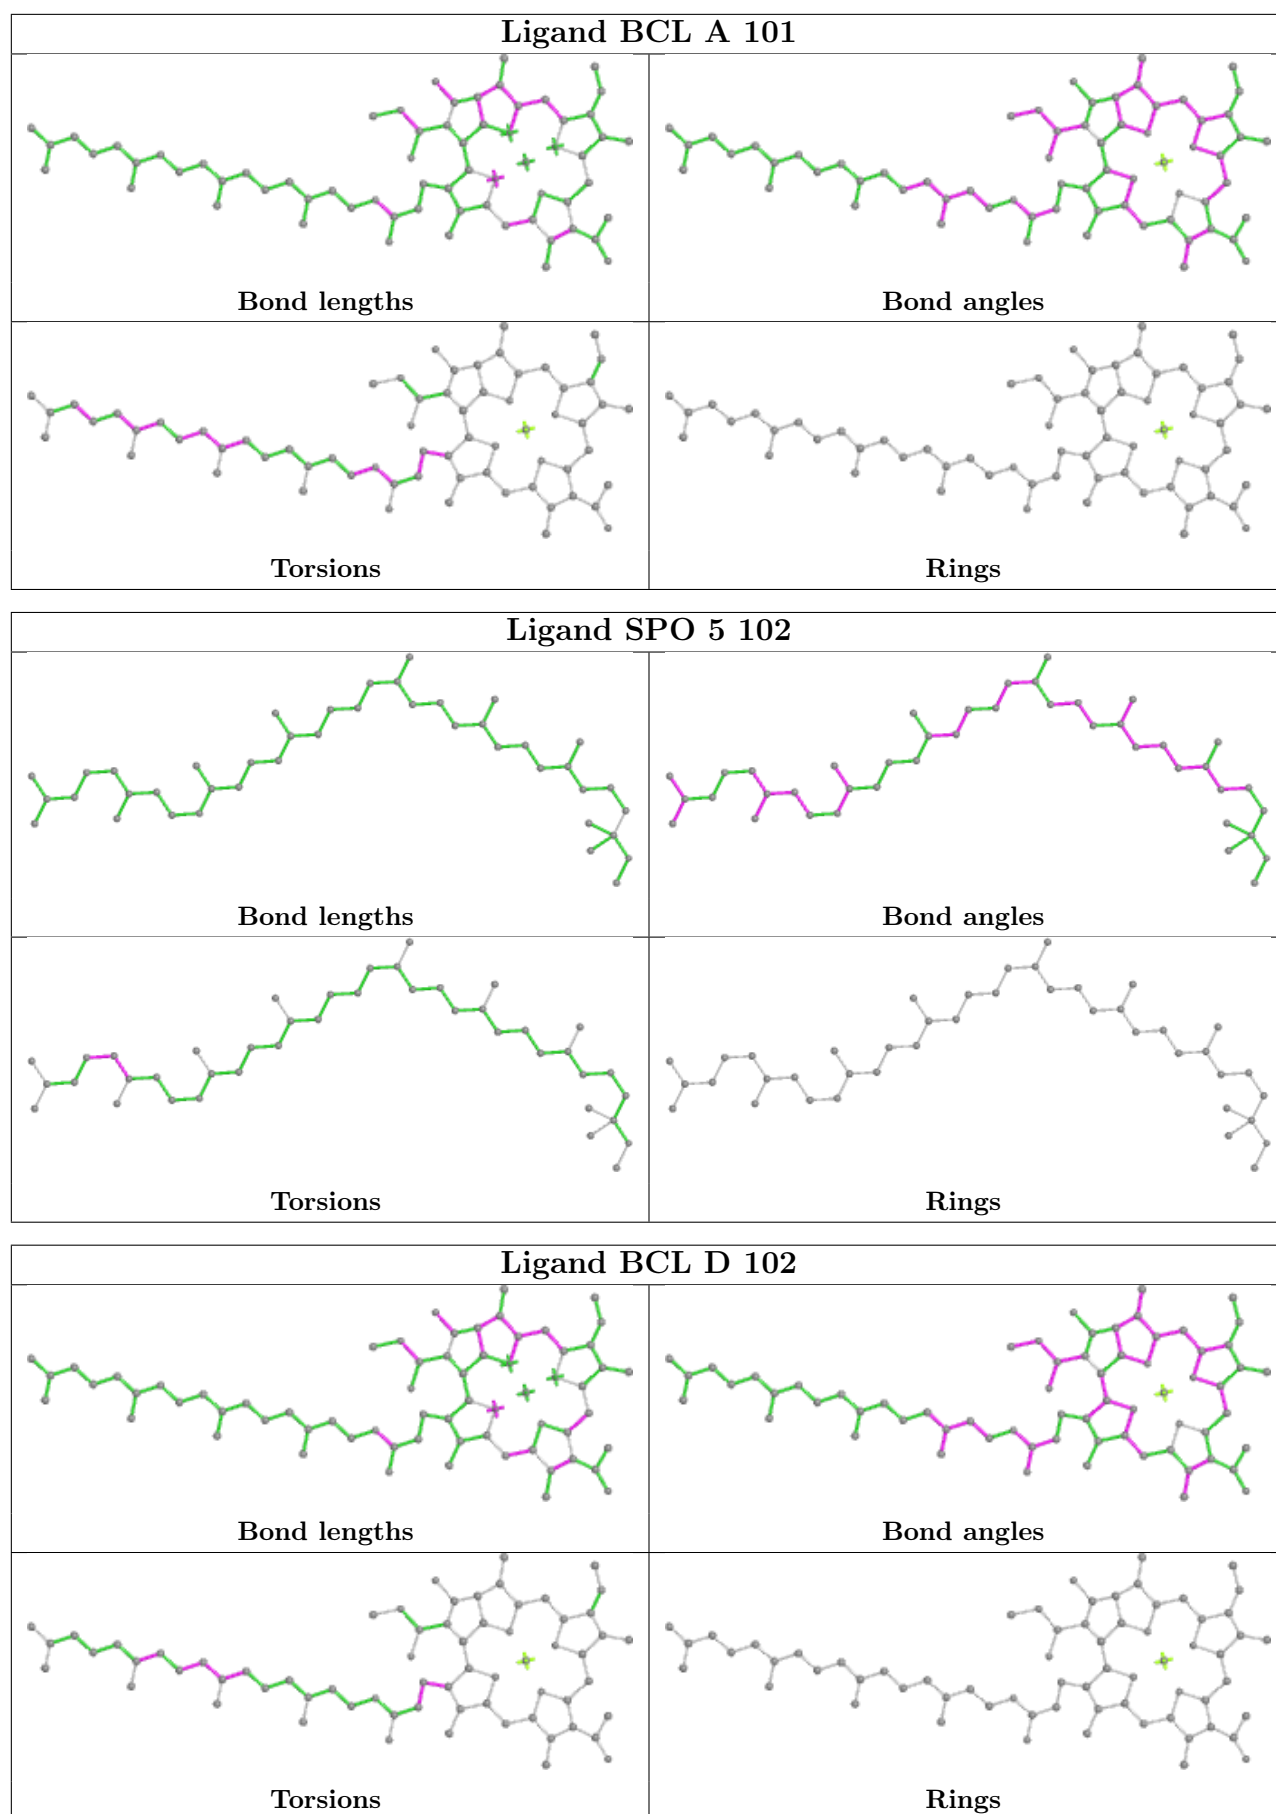 Ligand BCL A 101
Bond lengths
Bond angles
Torsions
Rings
Ligand SPO 5 102
Bond lengths
Bond angles
Torsions
Rings
Ligand BCL D 102
Bond lengths
Bond angles
Torsions
Rings